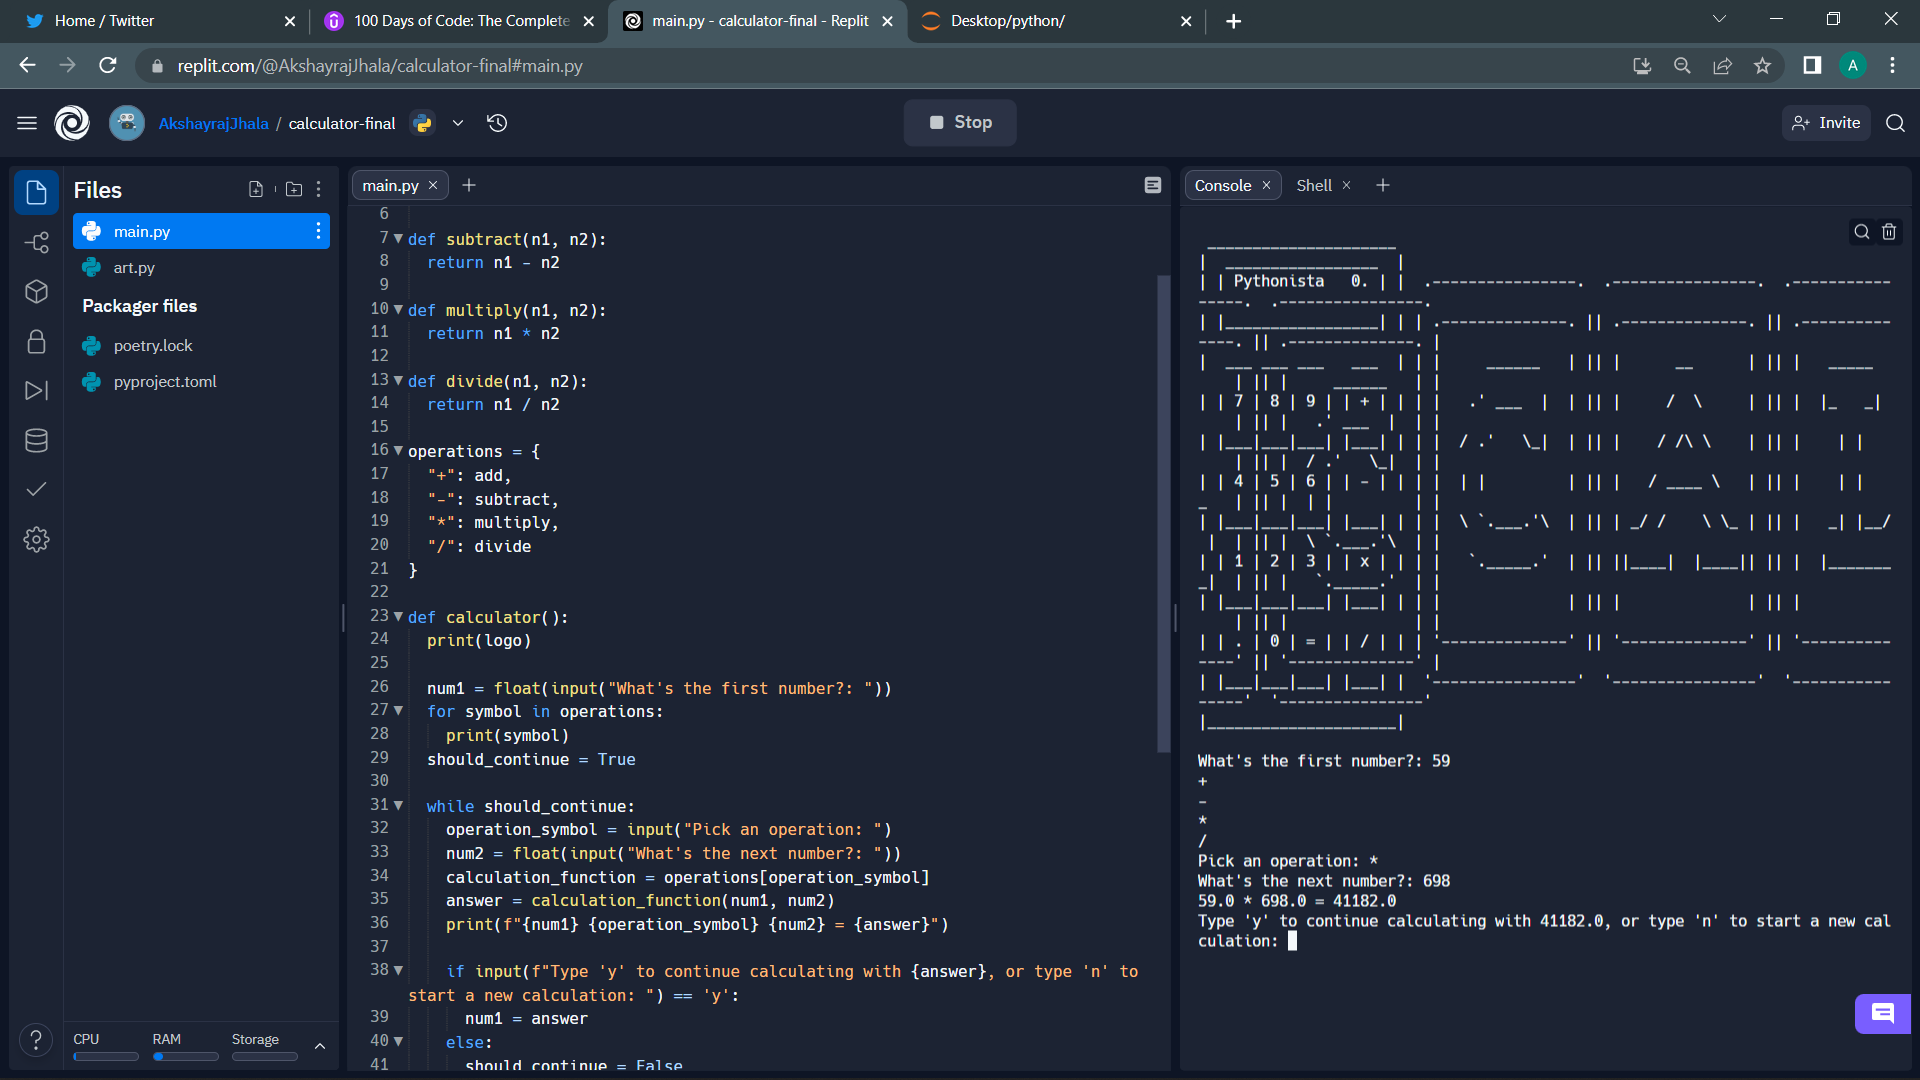 Home / Twitter
100 Days of Code: The Complete
main.py - calculator-final - Replit
Desktop/python/
replit.com/@AkshayrajJhala/calculator-final#main.py
A
AkshayrajJhala / calculator-final
Stop
Invite
Files
main.py
art.py
Packager files
poetry.lock
pyproject.toml
CPU
RAM
Storage
?
main.py
6
7 def subtract(n1, n2):
8 return n1 - n2
9
10 def multiply(n1, n2):
11 return n1 * n2
12
13 def divide(n1, n2):
14 return n1 / n2
15
16 operations = {
17 "+": add,
18 "-": subtract,
19 "*": multiply,
20 "/": divide
21 }
22
23 def calculator():
24 print(logo)
25
26 num1 = float(input("What's the first number?: "))
27 for symbol in operations:
28 print(symbol)
29 should_continue = True
30
31 while should_continue:
32 operation_symbol = input("Pick an operation: ")
33 num2 = float(input("What's the next number?: "))
34 calculation_function = operations[operation_symbol]
35 answer = calculation_function(num1, num2)
36 print(f"{num1} {operation_symbol} {num2} = {answer}")
37
38 if input(f"Type 'y' to continue calculating with {answer}, or type 'n' to
start a new calculation: ") == 'y':
39 num1 = answer
40 else:
41 should_continue = False
Console
Shell
Pythonista 0.
7 8 9 +
4 5 6 -
1 2 3 x
. 0 = /
What's the first number?: 59
+
-
*
/
Pick an operation: *
What's the next number?: 698
59.0 * 698.0 = 41182.0
Type 'y' to continue calculating with 41182.0, or type 'n' to start a new cal
culation: